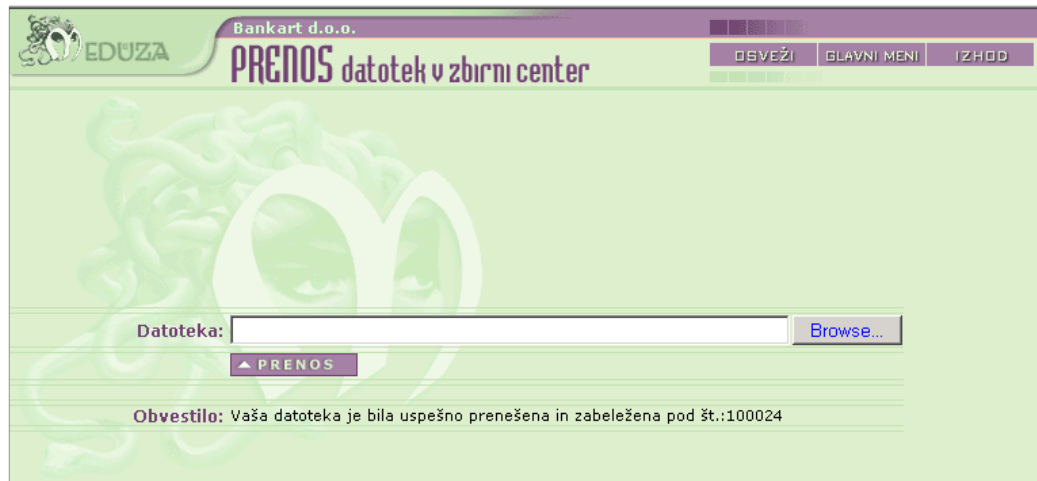 MEDUZA
Bankart d.o.o.
PRENOS datotek v zbirni center
OSVEŽI GLAVNI MENI IZHOD
Datoteka: Browse...
PRENOS
Obvestilo: Vaša datoteka je bila uspešno prenešena in zabeležena pod št.:100024